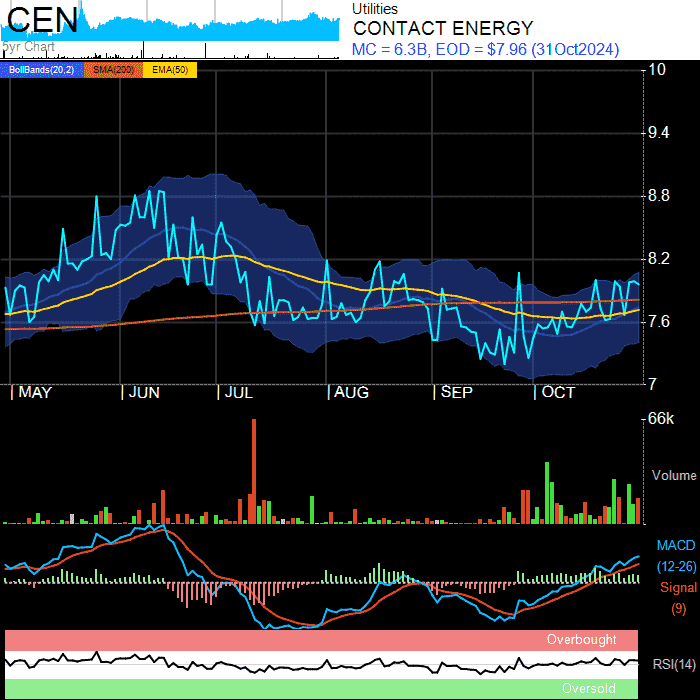 CEN
5yr Chart
Utilities
CONTACT ENERGY
MC = 6.3B, EOD = $7.96 (31Oct2024)
BollBands(20,2) SMA(200) EMA(50)
10
9.4
8.8
8.2
7.6
7
MAY JUN JUL AUG SEP OCT
66k
Volume
MACD
(12-26)
Signal
(9)
Overbought
RSI(14)
Oversold